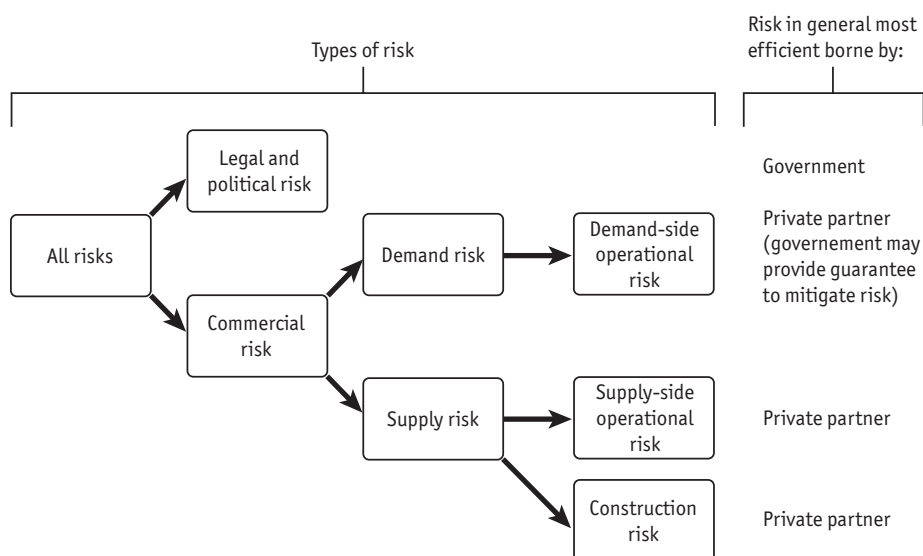 Types of risk
Risk in general most
efficient borne by:
Legal and
political risk
Government
All risks
Demand risk
Demand-side
operational
risk
Private partner
(governement may
provide guarantee
to mitigate risk)
Commercial
risk
Supply risk
Supply-side
operational
risk
Private partner
Construction
risk
Private partner